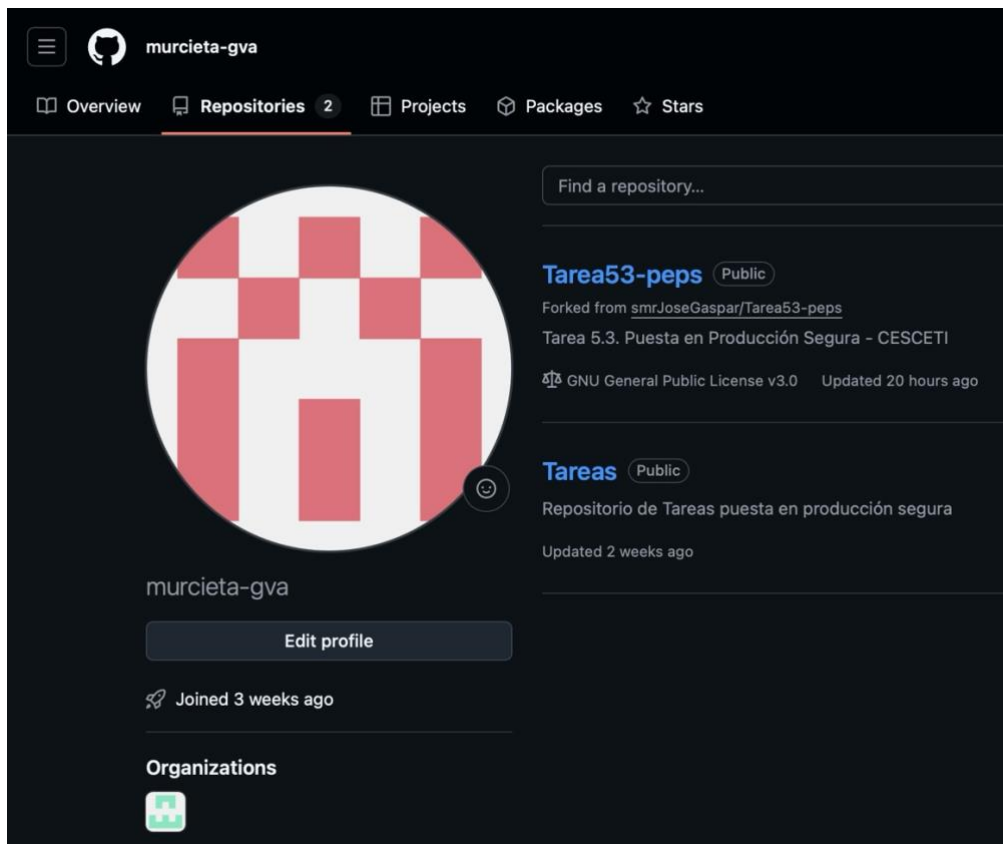 murcieta-gva
Overview Repositories 2 Projects Packages Stars
Find a repository...
Tarea53-peps Public
Forked from smrJoseGaspar/Tarea53-peps
Tarea 5.3. Puesta en Producción Segura - CESCETI
GNU General Public License v3.0 Updated 20 hours ago
Tareas Public
Repositorio de Tareas puesta en producción segura
Updated 2 weeks ago
murcieta-gva
Edit profile
Joined 3 weeks ago
Organizations